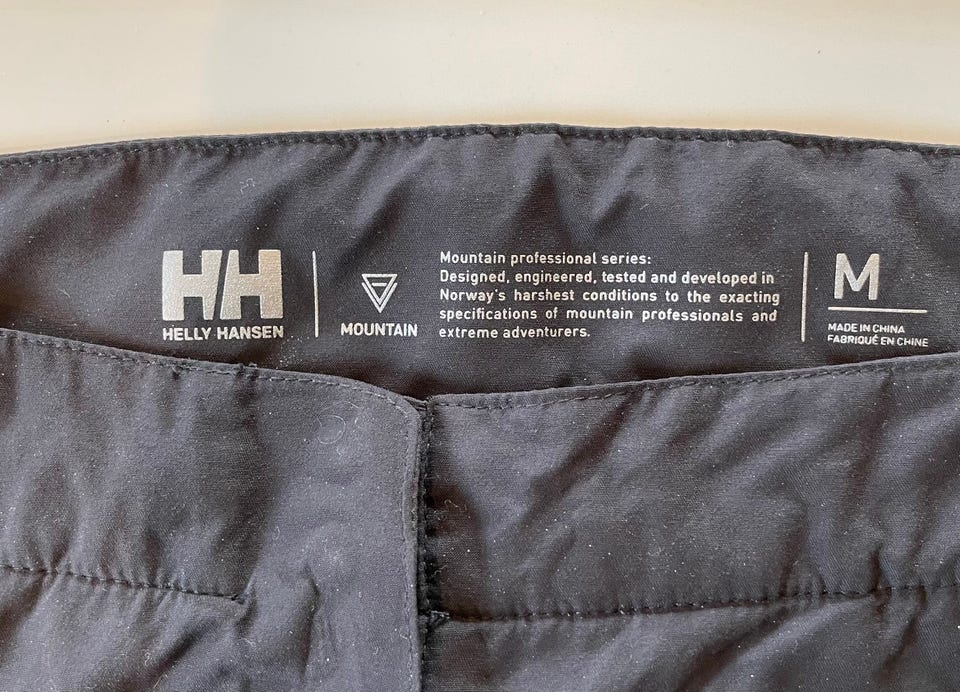 HH
HELLY HANSEN
MOUNTAIN
Mountain professional series:
Designed, engineered, tested and developed in
Norway's harshest conditions to the exacting
specifications of mountain professionals and
extreme adventurers.
M
MADE IN CHINA
FABRIQUÉ EN CHINE